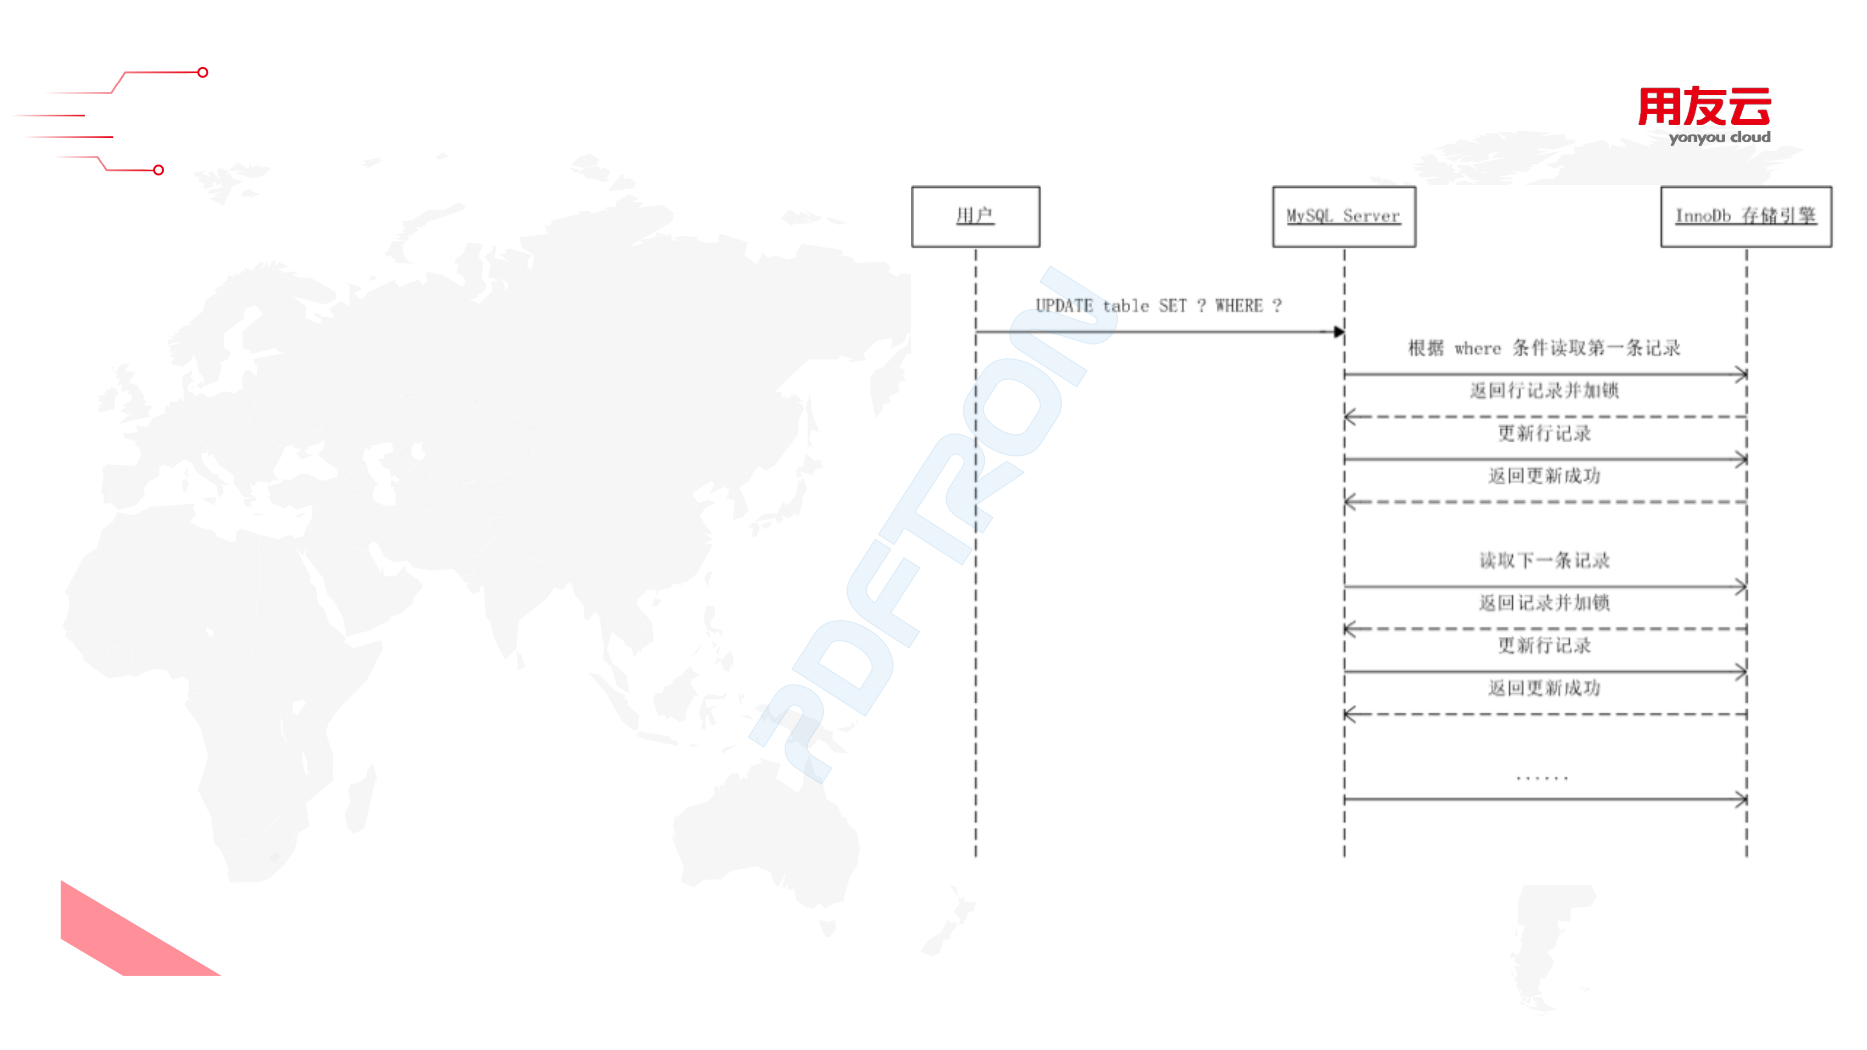 用友云
yonyou cloud
用户
MySQL Server
InnoDb 存储引擎
UPDATE table SET ? WHERE ?
根据 where 条件读取第一条记录
返回行记录并加锁
更新行记录
返回更新成功
读取下一条记录
返回记录并加锁
更新行记录
返回更新成功
......
PDFTRON